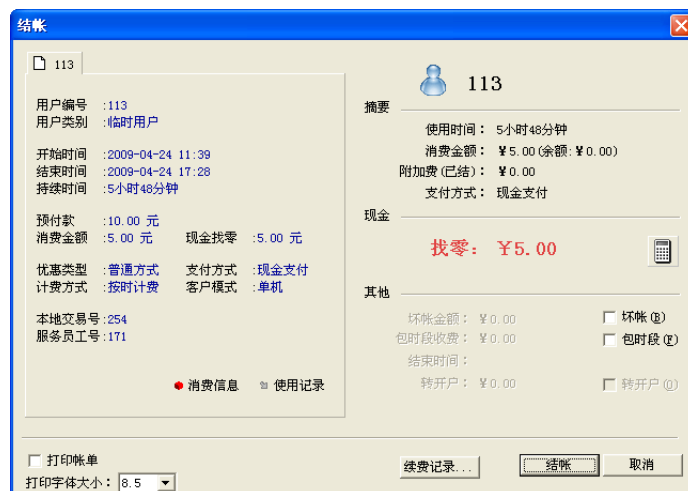 结帐
113
用户编号 :113
用户类别 :临时用户
开始时间 :2009-04-24 11:39
结束时间 :2009-04-24 17:28
持续时间 :5小时48分钟
预付款 :10.00 元
消费金额 :5.00 元 现金找零 :5.00 元
优惠类型 :普通方式 支付方式 :现金支付
计费方式 :按时计费 客户模式 :单机
本地交易号:254
服务员工号:171
消费信息 使用记录
打印帐单
打印字体大小: 8.5
113
摘要
使用时间: 5小时48分钟
消费金额: ¥5.00(余额:¥0.00)
附加费(已结): ¥0.00
支付方式: 现金支付
现金
找零: ¥5.00
其他
坏帐金额: ¥0.00 坏帐(B)
包时段收费: ¥0.00 包时段(F)
结束时间:
转开户: ¥0.00 转开户(O)
续费记录... 结帐 取消